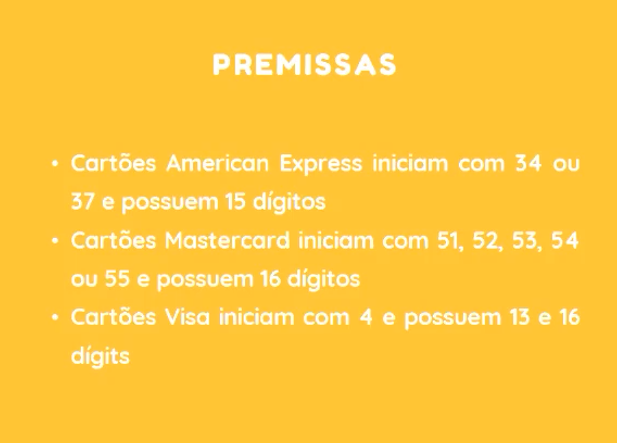 PREMISSAS
• Cartões American Express iniciam com 34 ou
37 e possuem 15 dígitos
• Cartões Mastercard iniciam com 51, 52, 53, 54
ou 55 e possuem 16 dígitos
• Cartões Visa iniciam com 4 e possuem 13 e 16
dígits